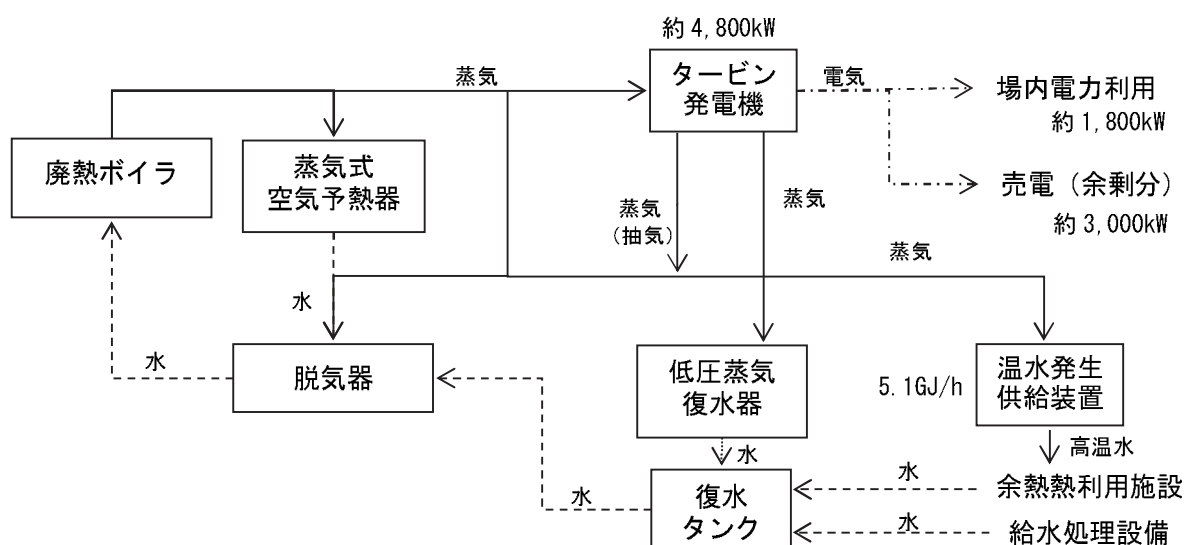 約4,800kW
蒸気
タービン
発電機
電気
場内電力利用
約1,800kW
廃熱ボイラ
蒸気式
空気予熱器
蒸気
(抽気)
蒸気
売電(余剰分)
約3,000kW
蒸気
水
水
脱気器
低圧蒸気
復水器
5.1GJ/h
温水発生
供給装置
水
高温水
水
復水
タンク
水
余熱熱利用施設
水
給水処理設備